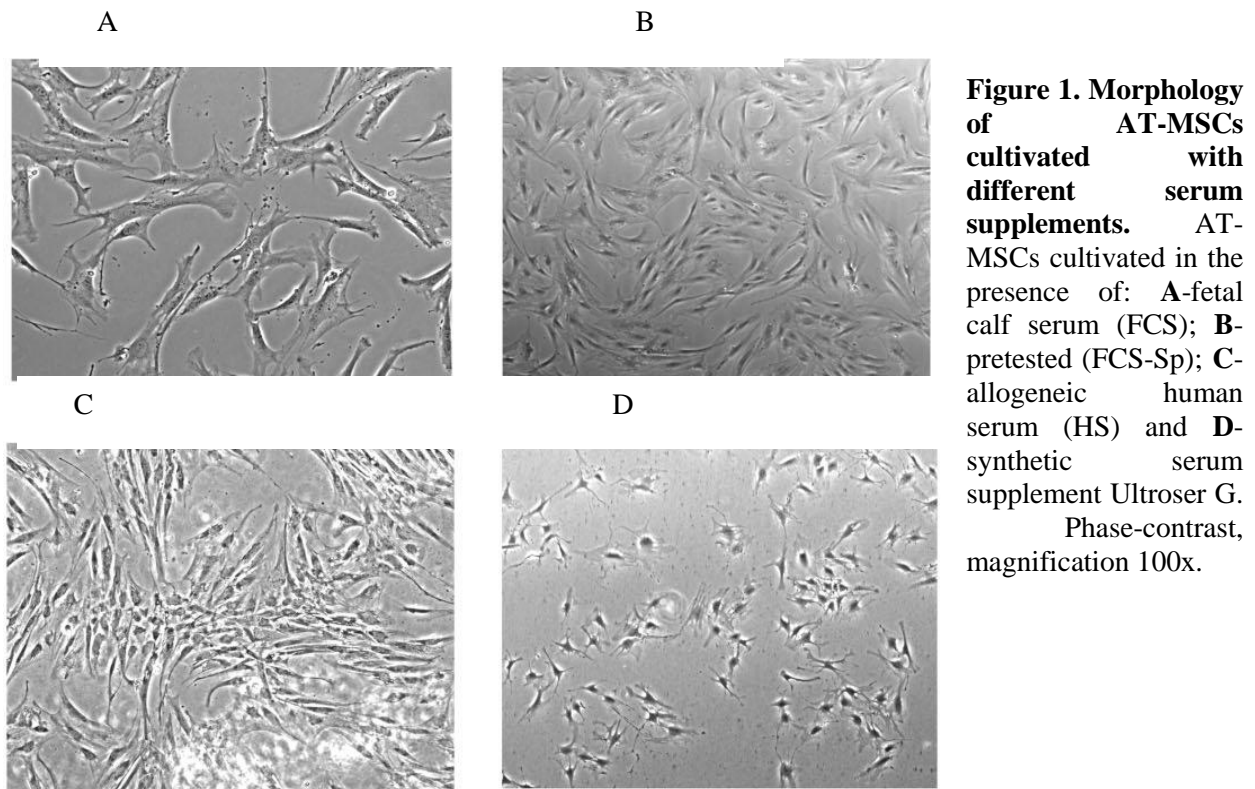 A
B
C
D
Figure 1. Morphology
of AT-MSCs
cultivated with
different serum
supplements. AT-
MSCs cultivated in the
presence of: A-fetal
calf serum (FCS); B-
pretested (FCS-Sp); C-
allogeneic human
serum (HS) and D-
synthetic serum
supplement Ultroser G.
Phase-contrast,
magnification 100x.